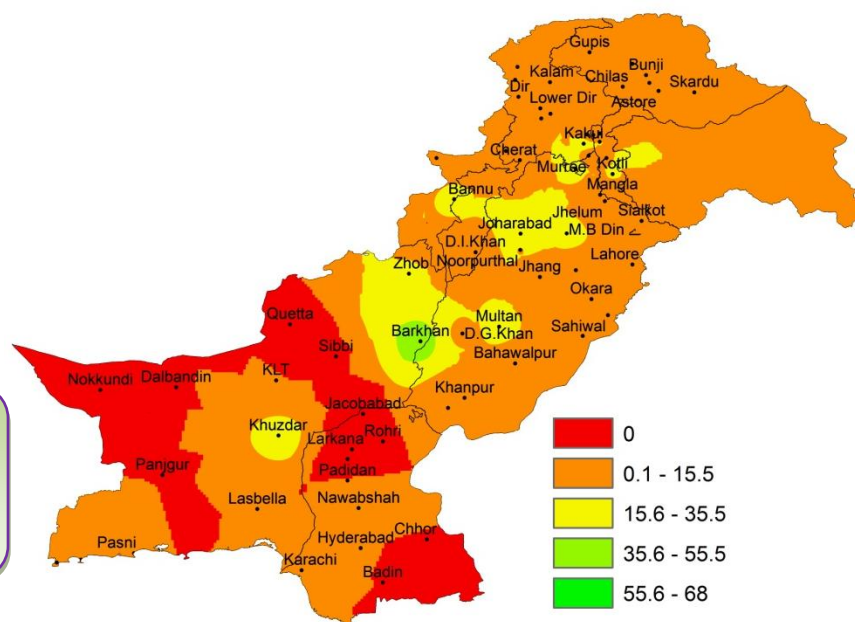 Gupis
Kalam
Chilas
Bunji
Skardu
Dir
Lower Dir
Astore
Kakul
Cherat
Murree
Kotli
Mangla
Bannu
Joharabad
Jhelum
Sialkot
M.B Din
D.I.Khan
Noorpurthal
Lahore
Zhob
Jhang
Okara
Quetta
Multan
Barkhan
D.G.Khan
Sahiwal
Sibbi
Bahawalpur
Nokkundi
Dalbandin
KLT
Khanpur
Jacobabad
Khuzdar
Larkana
Rohri
Panjgur
Padidan
Lasbella
Nawabshah
Pasni
Hyderabad
Chhor
Karachi
Badin
0
0.1 - 15.5
15.6 - 35.5
35.6 - 55.5
55.6 - 68